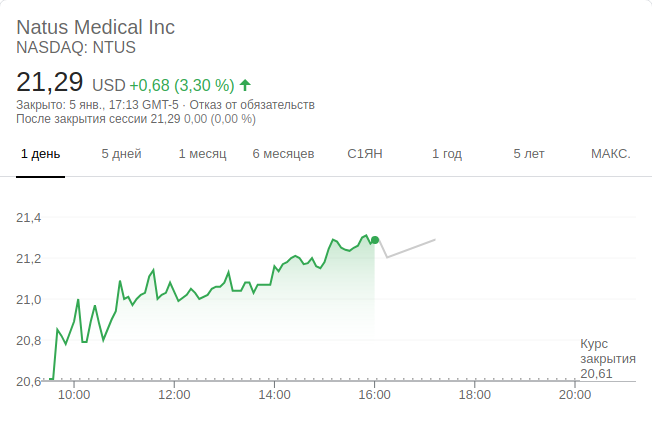 Natus Medical Inc
NASDAQ: NTUS
21,29 USD +0,68 (3,30 %)
Закрыто: 5 янв., 17:13 GMT-5 · Отказ от обязательств
После закрытия сессии 21,29 0,00 (0,00 %)
1 день 5 дней 1 месяц 6 месяцев С1ЯН 1 год 5 лет МАКС.
21,4
21,2
21,0
20,8
20,6
Курс
закрытия
20,61
10:00 12:00 14:00 16:00 18:00 20:00